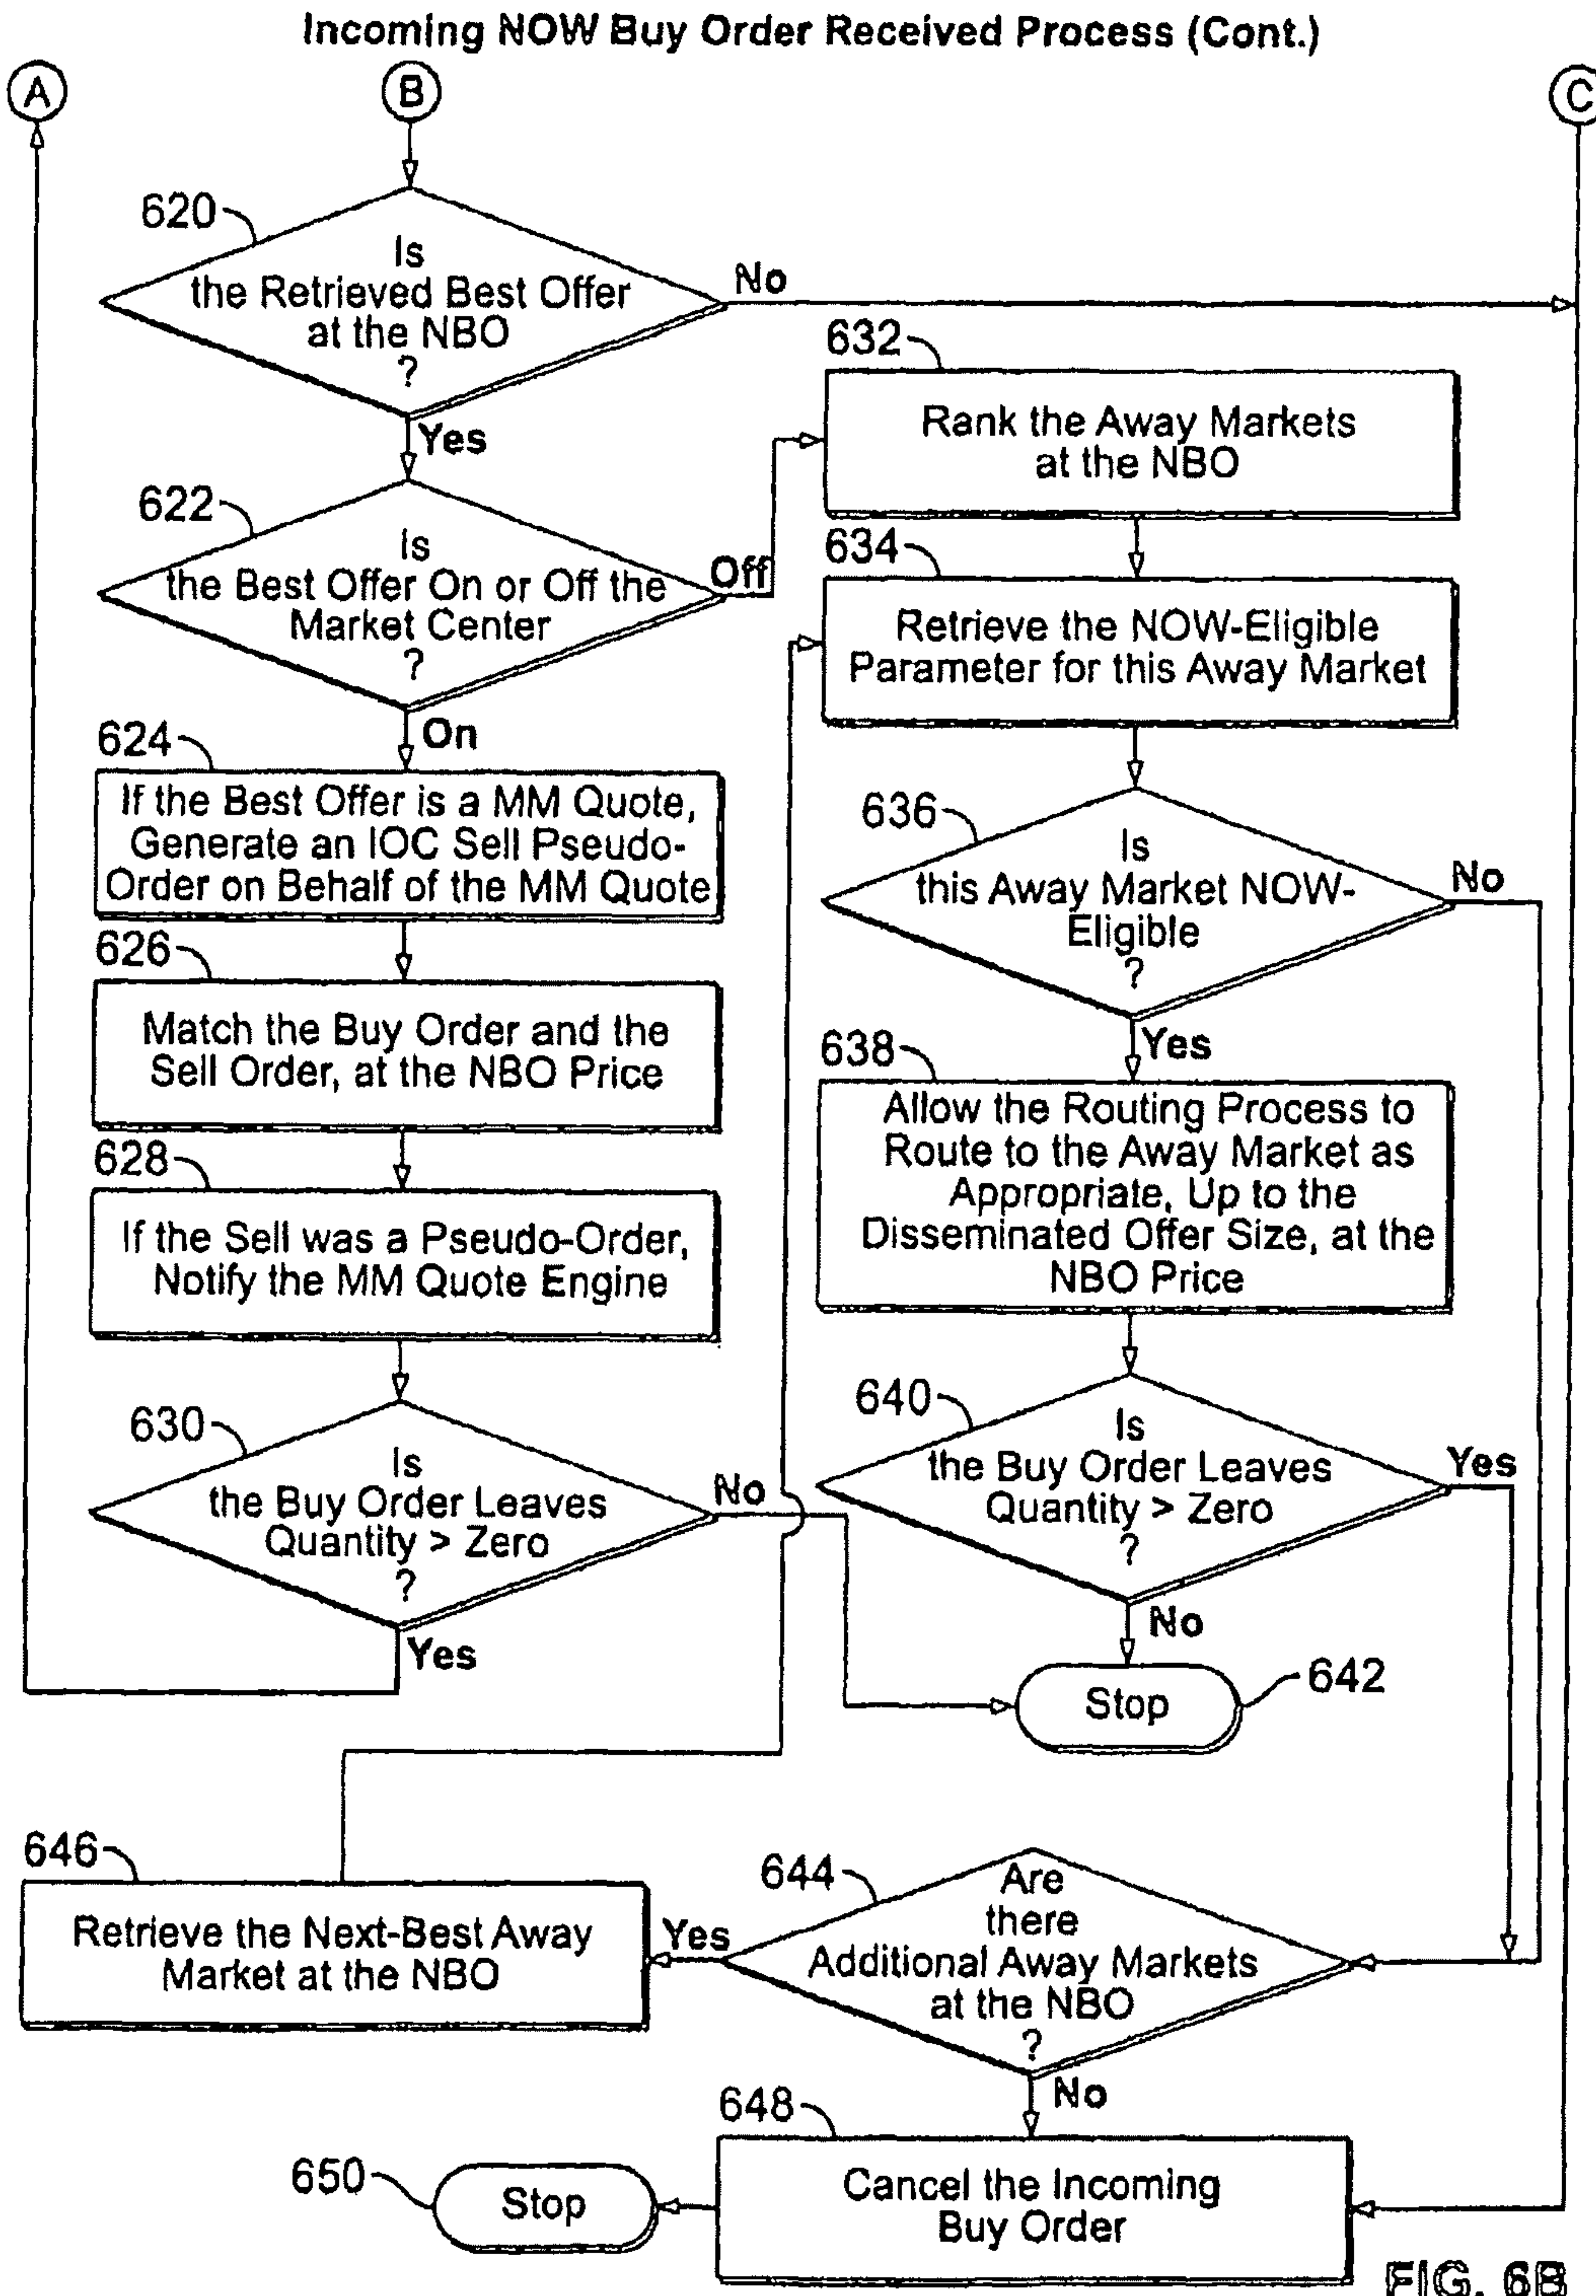 Incoming NOW Buy Order Received Process (Cont.)
A
B
C
620
Is
the Retrieved Best Offer
at the NBO
?
No
Yes
622
Is
the Best Offer On or Off the
Market Center
?
Off
On
624
If the Best Offer is a MM Quote,
Generate an IOC Sell Pseudo-
Order on Behalf of the MM Quote
626
Match the Buy Order and the
Sell Order, at the NBO Price
628
If the Sell was a Pseudo-Order,
Notify the MM Quote Engine
630
Is
the Buy Order Leaves
Quantity > Zero
?
No
Yes
632
Rank the Away Markets
at the NBO
634
Retrieve the NOW-Eligible
Parameter for this Away Market
636
Is
this Away Market NOW-
Eligible
?
No
Yes
638
Allow the Routing Process to
Route to the Away Market as
Appropriate, Up to the
Disseminated Offer Size, at the
NBO Price
640
Is
the Buy Order Leaves
Quantity > Zero
?
Yes
No
Stop
642
644
Are
there
Additional Away Markets
at the NBO
?
Yes
No
646
Retrieve the Next-Best Away
Market at the NBO
648
Cancel the Incoming
Buy Order
650
Stop
FIG. 6B